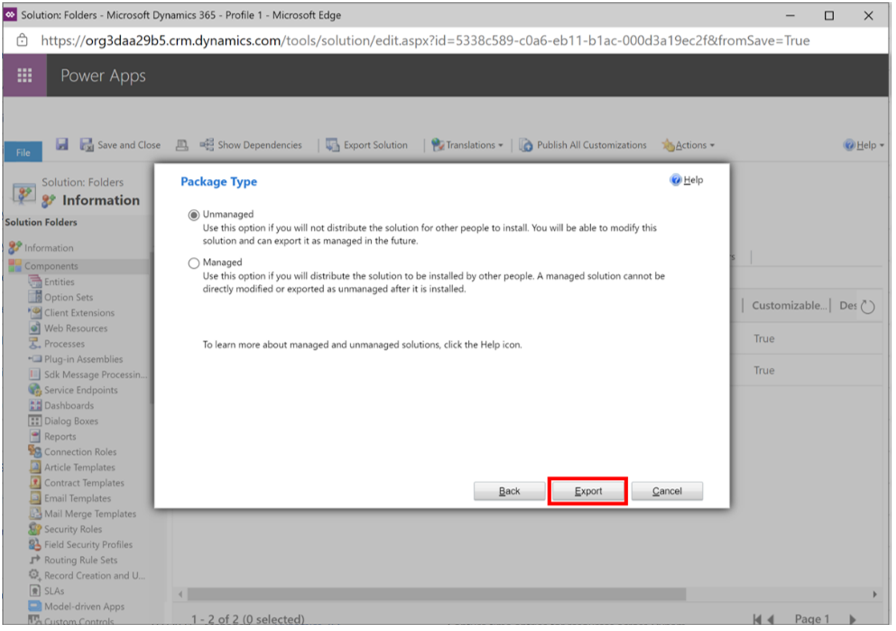 Solution: Folders - Microsoft Dynamics 365 - Profile 1 - Microsoft Edge
https://org3daa29b5.crm.dynamics.com/tools/solution/edit.aspx?id=5338c589-c0a6-eb11-b1ac-000d3a19ec2f&fromSave=True
Power Apps
File
Save and Close
Show Dependencies
Export Solution
Translations
Publish All Customizations
Actions
Help
Solution: Folders
Information
Solution Folders
Information
Components
Entities
Option Sets
Client Extensions
Web Resources
Processes
Plug-in Assemblies
Sdk Message Processin...
Service Endpoints
Dashboards
Dialog Boxes
Reports
Connection Roles
Article Templates
Contract Templates
Email Templates
Mail Merge Templates
Security Roles
Field Security Profiles
Routing Rule Sets
Record Creation and U...
SLAs
Model-driven Apps
Custom Controls
Package Type
Help
Unmanaged
Use this option if you will not distribute the solution for other people to install. You will be able to modify this
solution and can export it as managed in the future.
Managed
Use this option if you will distribute the solution to be installed by other people. A managed solution cannot be
directly modified or exported as unmanaged after it is installed.
To learn more about managed and unmanaged solutions, click the Help icon.
Back
Export
Cancel
s
Customizable...
Des
True
True
1 - 2 of 2 (0 selected)
Page 1